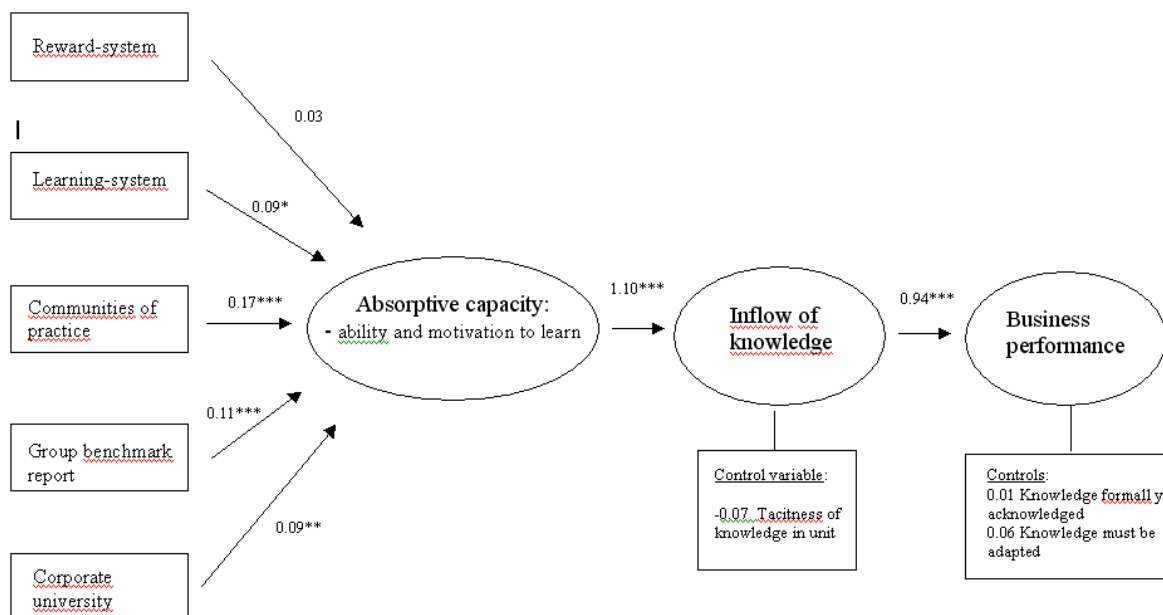 Reward-system
0.03
Learning-system
0.09*
Communities of
practice
0.17***
Group benchmark
report
0.11***
Corporate
university
0.09**
Absorptive capacity:
- ability and motivation to learn
1.10***
Inflow of
knowledge
0.94***
Business
performance
Control variable:
-0.07 Tacitness of
knowledge in unit
Controls:
0.01 Knowledge formally y
acknowledged
0.06 Knowledge must be
adapted